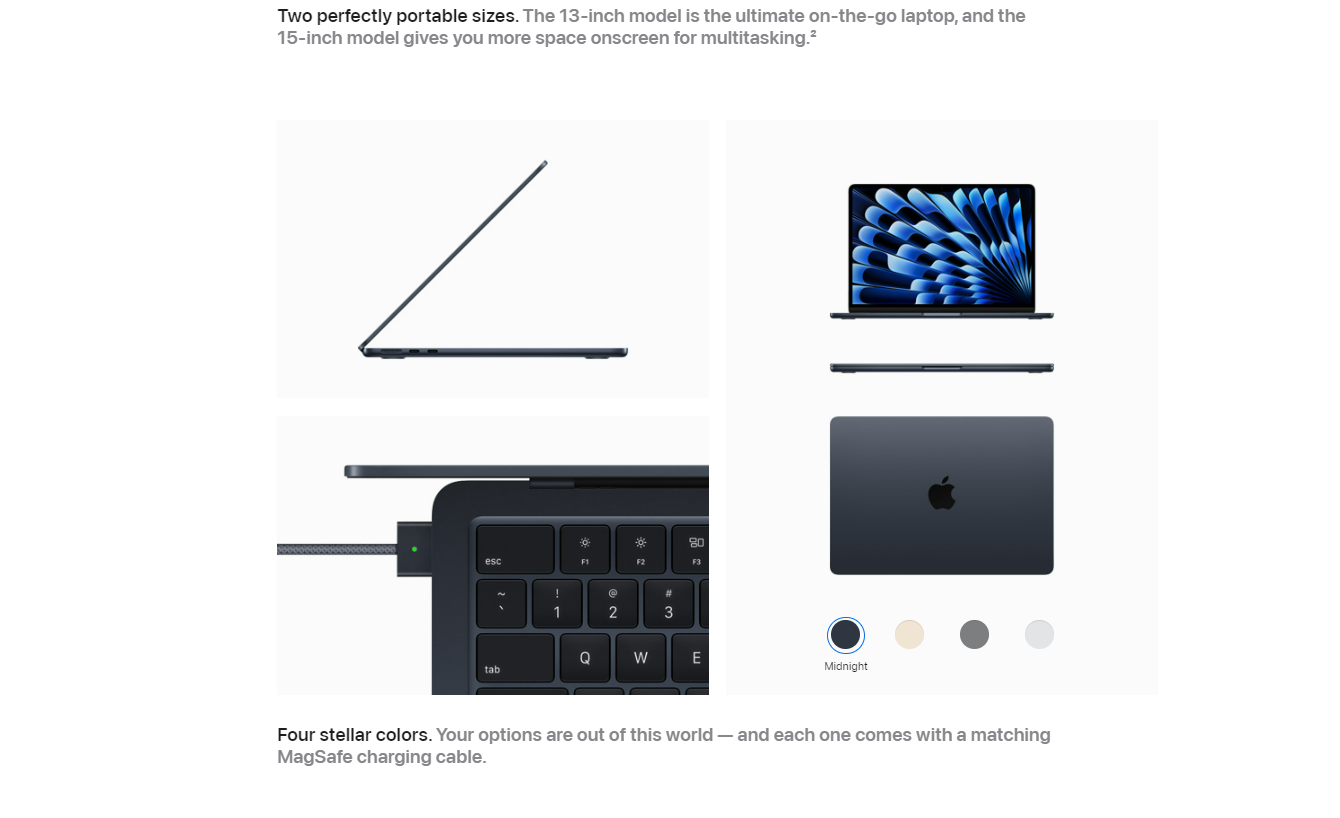 Two perfectly portable sizes. The 13-inch model is the ultimate on-the-go laptop, and the
15-inch model gives you more space onscreen for multitasking.²
esc
F1
F2
F3
~
`
!
1
@
2
#
3
tab
Q
W
E
Midnight
Four stellar colors. Your options are out of this world — and each one comes with a matching
MagSafe charging cable.